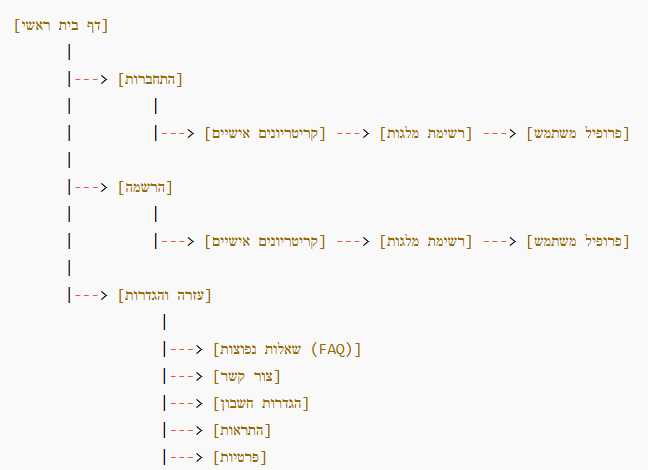 [דף בית ראשי]
|
|---> [התחברות]
| |
| |---> [קריטריונים אישיים] ---> [רשימת מלגות] ---> [פרופיל משתמש]
|
|---> [הרשמה]
| |
| |---> [קריטריונים אישיים] ---> [רשימת מלגות] ---> [פרופיל משתמש]
|
|---> [עזרה והגדרות]
|
|---> [שאלות נפוצות (FAQ)]
|---> [צור קשר]
|---> [הגדרות חשבון]
|---> [התראות]
|---> [פרטיות]